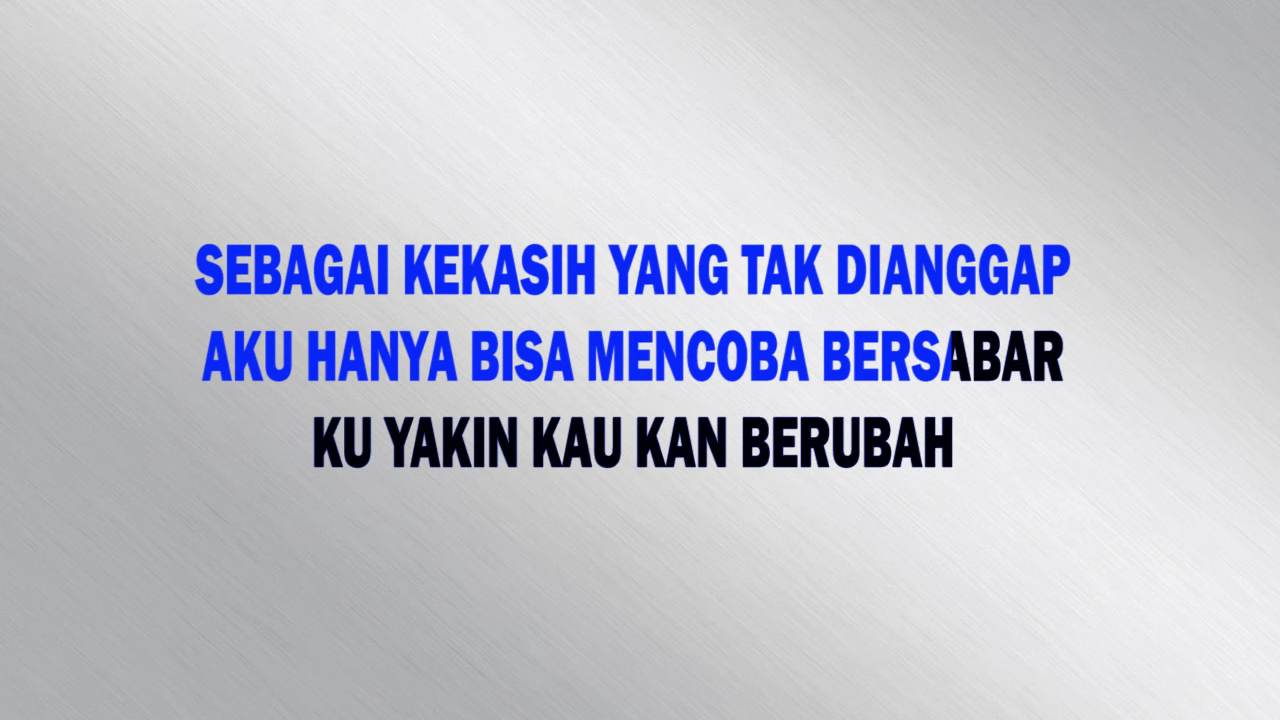 SEBAGAI KEKASIH YANG TAK DIANGGAP
AKU HANYA BISA MENCOBA BERSABAR
KU YAKIN KAU KAN BERUBAH